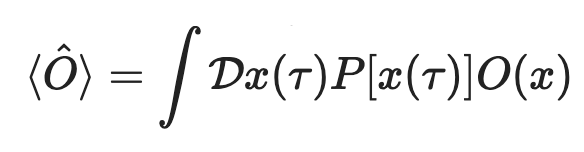 ⟨Ô⟩ = ∫ 𝒟x(τ)P[x(τ)]O(x)